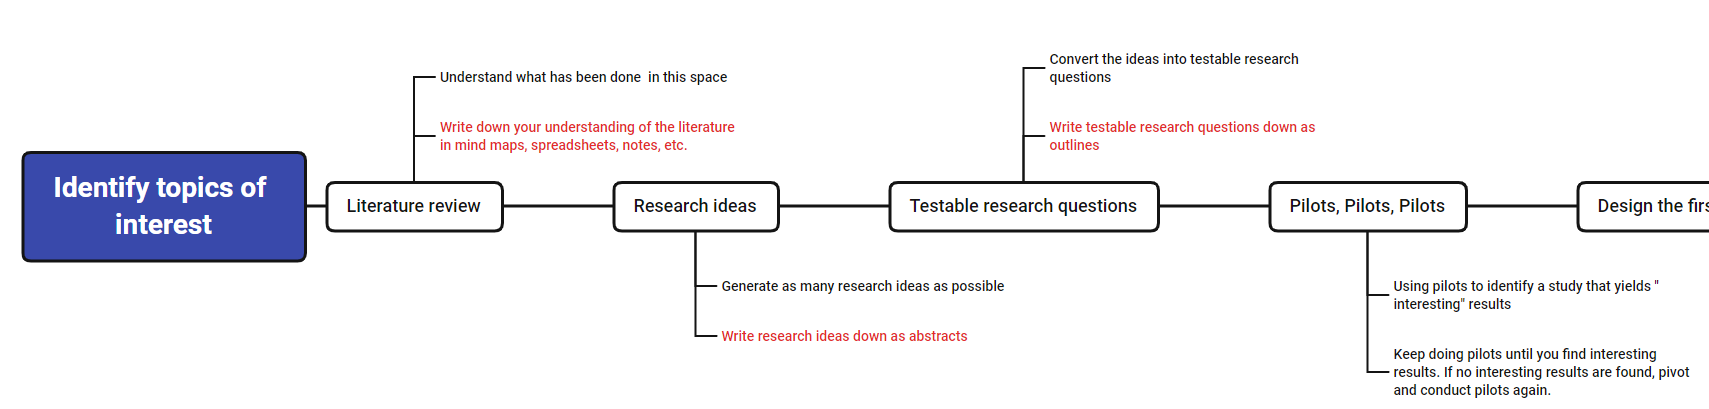 Identify topics of
interest
Literature review
Understand what has been done  in this space
Write down your understanding of the literature
in mind maps, spreadsheets, notes, etc.
Research ideas
Generate as many research ideas as possible
Write research ideas down as abstracts
Testable research questions
Convert the ideas into testable research
questions
Write testable research questions down as
outlines
Pilots, Pilots, Pilots
Using pilots to identify a study that yields "
interesting" results
Keep doing pilots until you find interesting
results. If no interesting results are found, pivot
and conduct pilots again.
Design the